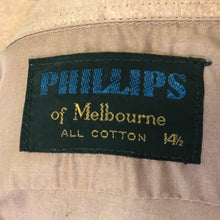 PHILLIPS
of Melbourne
ALL COTTON 14½